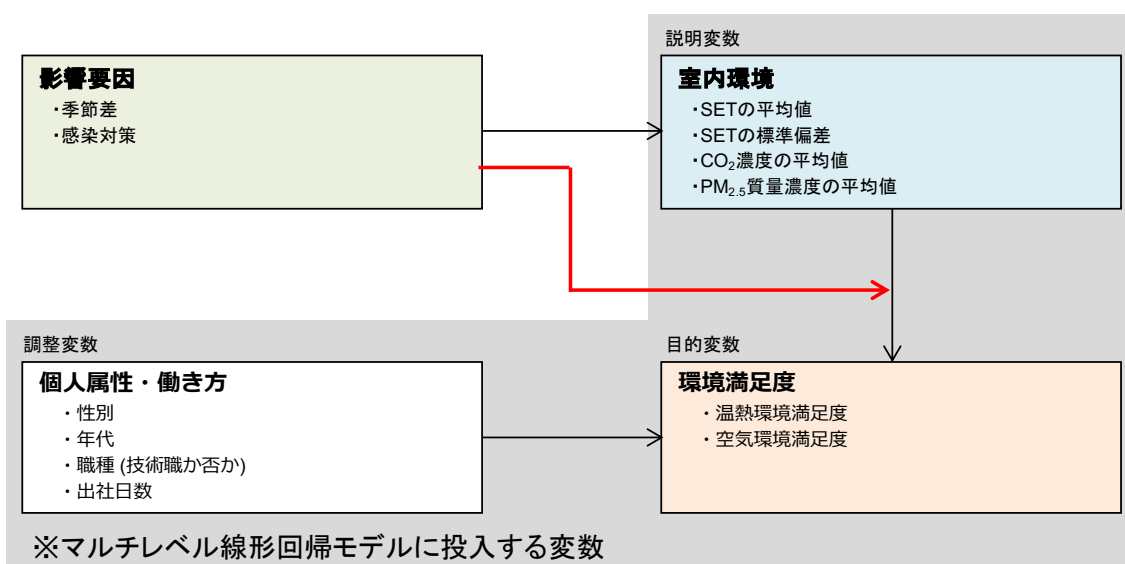 影響要因
・季節差
・感染対策
説明変数
室内環境
・SETの平均値
・SETの標準偏差
・CO₂濃度の平均値
・PM₂.₅質量濃度の平均値
調整変数
個人属性・働き方
・性別
・年代
・職種 (技術職か否か)
・出社日数
目的変数
環境満足度
・温熱環境満足度
・空気環境満足度
※マルチレベル線形回帰モデルに投入する変数